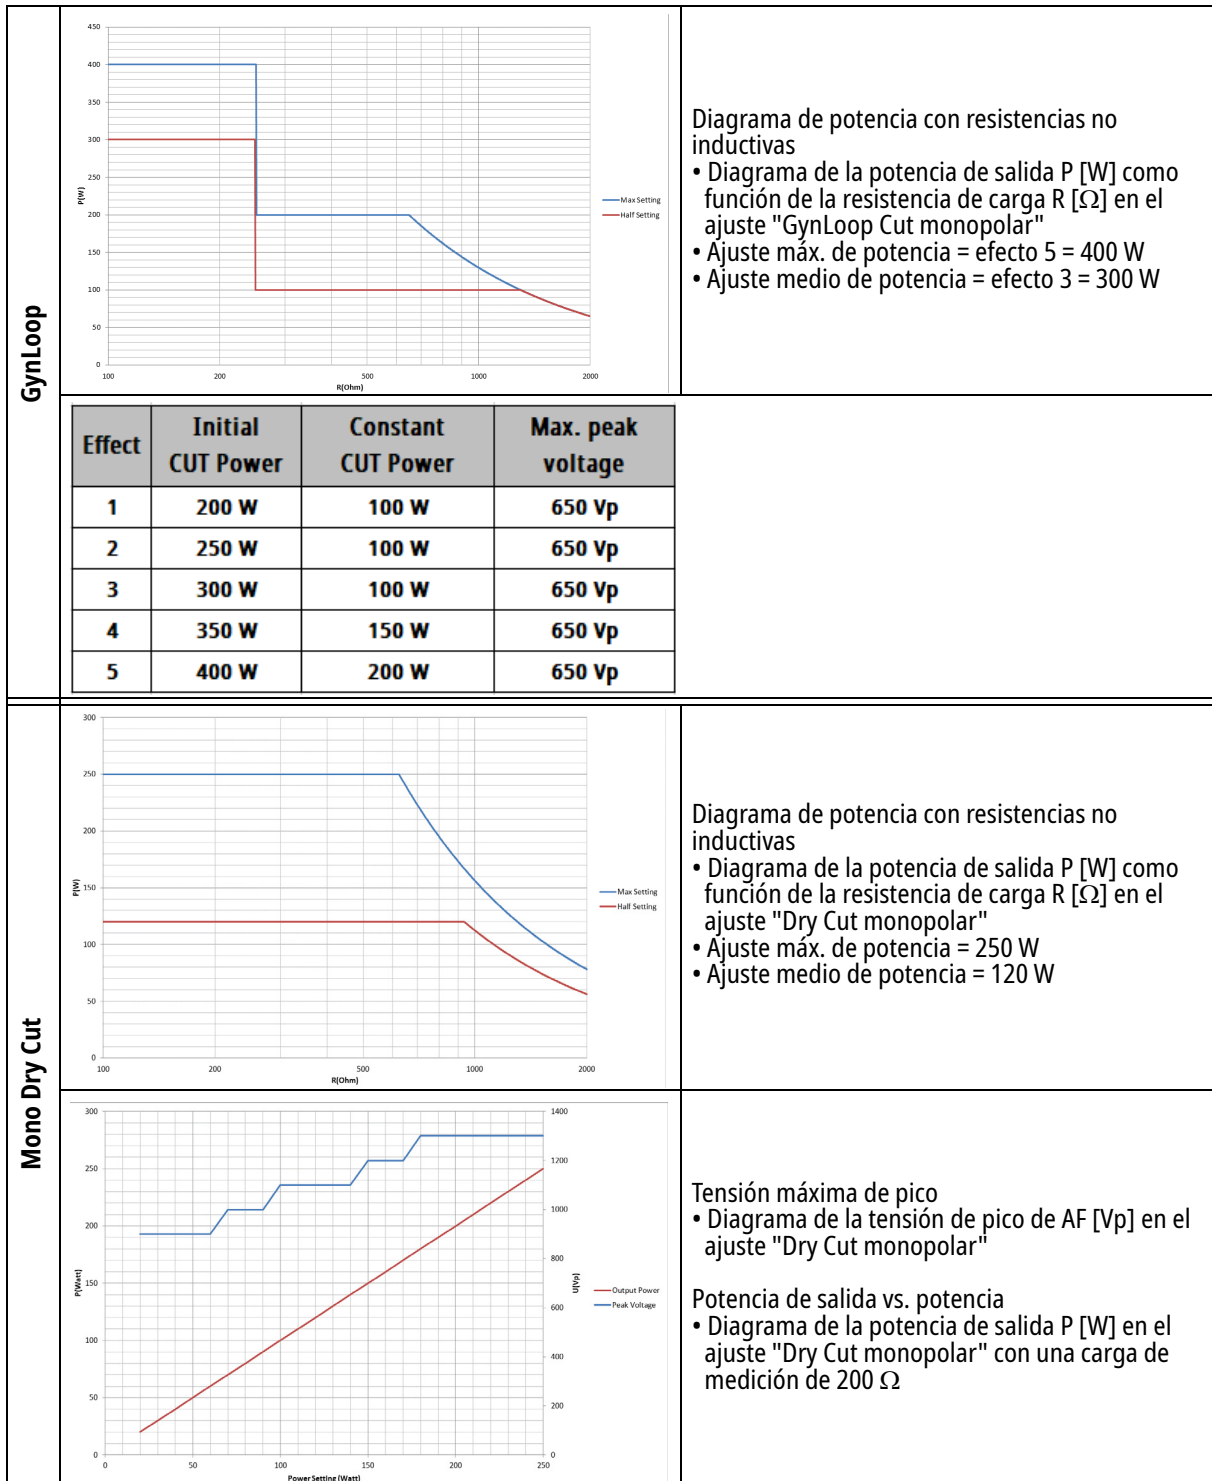 GynLoop
450
400
350
300
250
200
150
100
50
0
P(W)
100
200
500
1000
2000
R(Ohm)
Max Setting
Half Setting
Diagrama de potencia con resistencias no
inductivas
• Diagrama de la potencia de salida P [W] como
función de la resistencia de carga R [Ω] en el
ajuste "GynLoop Cut monopolar"
• Ajuste máx. de potencia = efecto 5 = 400 W
• Ajuste medio de potencia = efecto 3 = 300 W
Effect Initial CUT Power Constant CUT Power Max. peak voltage
1 200 W 100 W 650 Vp
2 250 W 100 W 650 Vp
3 300 W 100 W 650 Vp
4 350 W 150 W 650 Vp
5 400 W 200 W 650 Vp
Mono Dry Cut
300
250
200
150
100
50
0
P(W)
100
200
500
1000
2000
R(Ohm)
Max Setting
Half Setting
Diagrama de potencia con resistencias no
inductivas
• Diagrama de la potencia de salida P [W] como
función de la resistencia de carga R [Ω] en el
ajuste "Dry Cut monopolar"
• Ajuste máx. de potencia = 250 W
• Ajuste medio de potencia = 120 W
300
250
200
150
100
50
0
P(Watt)
1400
1200
1000
800
600
400
200
0
U(Vp)
0
50
100
150
200
250
Power Setting (Watt)
Output Power
Peak Voltage
Tensión máxima de pico
• Diagrama de la tensión de pico de AF [Vp] en el
ajuste "Dry Cut monopolar"
Potencia de salida vs. potencia
• Diagrama de la potencia de salida P [W] en el
ajuste "Dry Cut monopolar" con una carga de
medición de 200 Ω